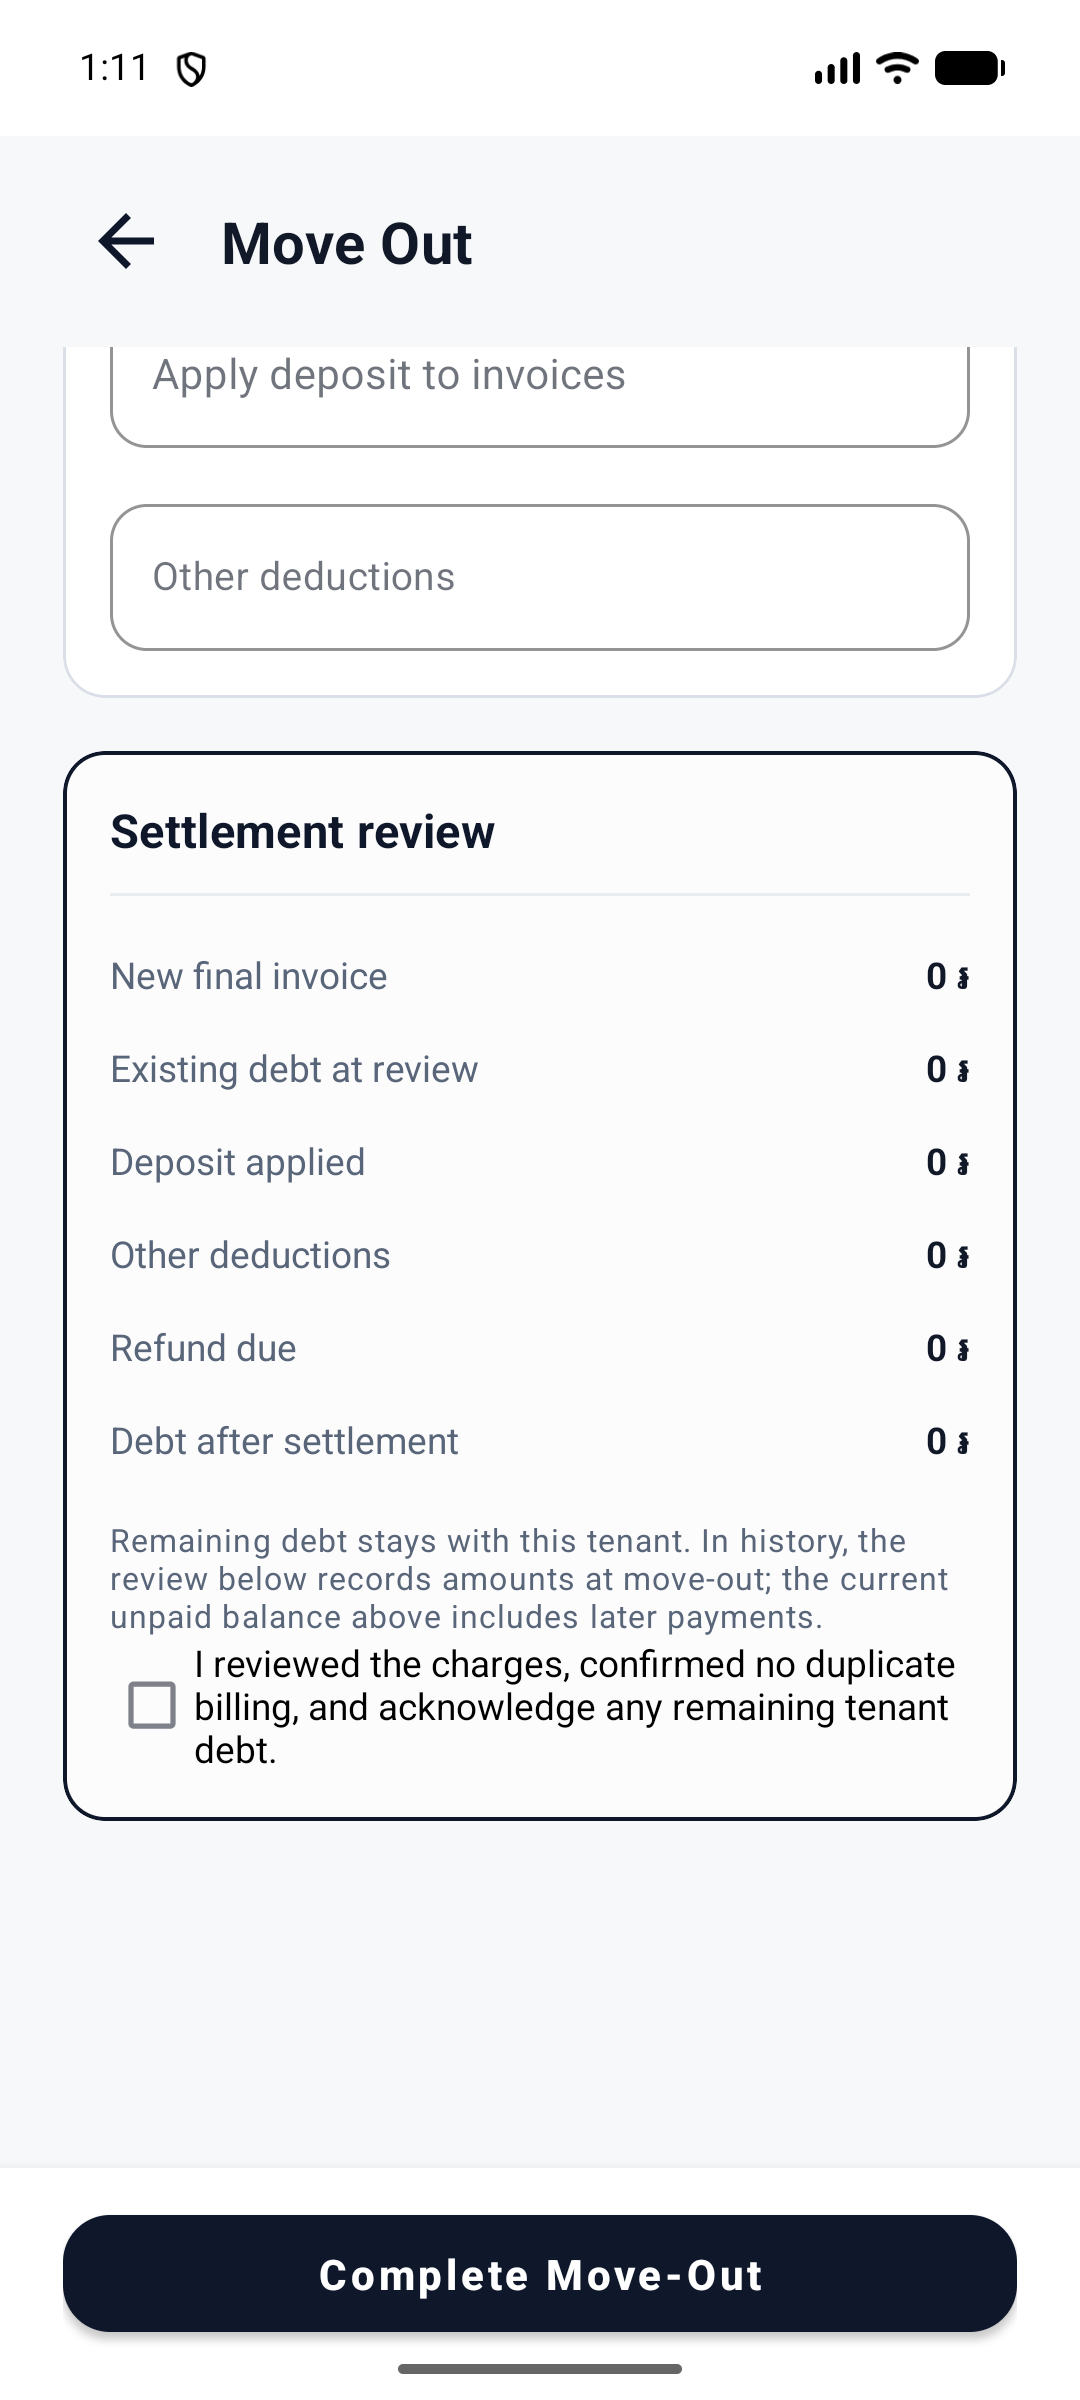 1:11
Move Out
Apply deposit to invoices
Other deductions
Settlement review
New final invoice 0 ៛
Existing debt at review 0 ៛
Deposit applied 0 ៛
Other deductions 0 ៛
Refund due 0 ៛
Debt after settlement 0 ៛
Remaining debt stays with this tenant. In history, the
review below records amounts at move-out; the current
unpaid balance above includes later payments.
I reviewed the charges, confirmed no duplicate
billing, and acknowledge any remaining tenant
debt.
Complete Move-Out